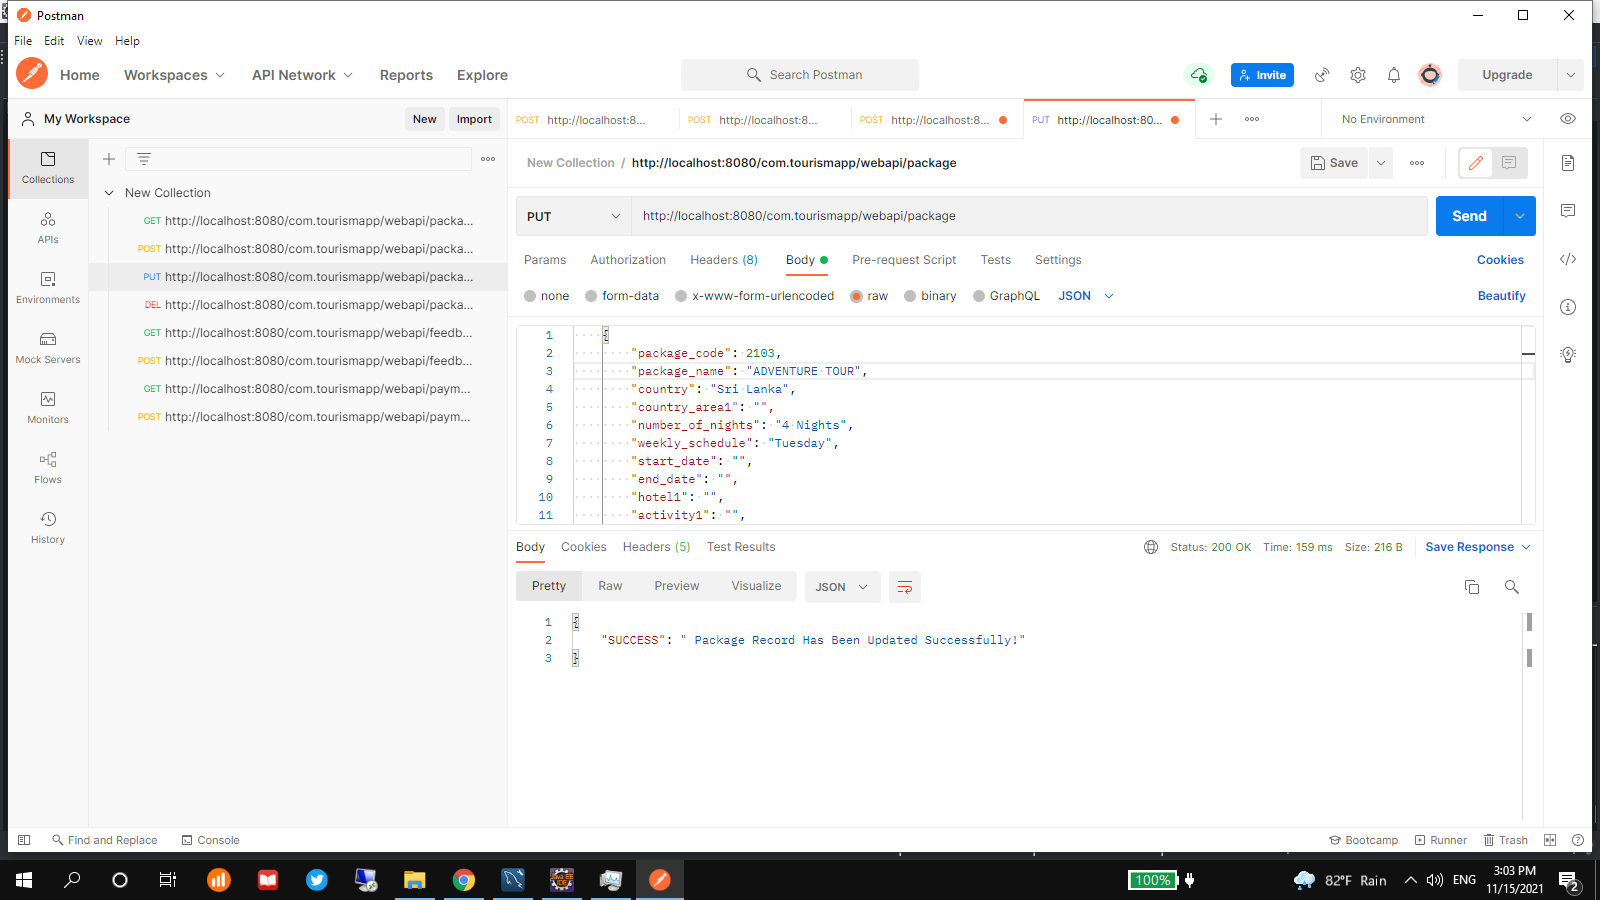 Postman
File Edit View Help
Home Workspaces API Network Reports Explore
Search Postman
Invite
Upgrade
My Workspace
New Import
POST http://localhost:8... POST http://localhost:8... POST http://localhost:8... PUT http://localhost:80...
No Environment
Collections
APIs
Environments
Mock Servers
Monitors
Flows
History
New Collection
GET http://localhost:8080/com.tourismapp/webapi/packa...
POST http://localhost:8080/com.tourismapp/webapi/packa...
PUT http://localhost:8080/com.tourismapp/webapi/packa...
DEL http://localhost:8080/com.tourismapp/webapi/packa...
GET http://localhost:8080/com.tourismapp/webapi/feedb...
POST http://localhost:8080/com.tourismapp/webapi/feedb...
GET http://localhost:8080/com.tourismapp/webapi/paym...
POST http://localhost:8080/com.tourismapp/webapi/paym...
New Collection / http://localhost:8080/com.tourismapp/webapi/package
Save
PUT http://localhost:8080/com.tourismapp/webapi/package
Send
Params Authorization Headers (8) Body Pre-request Script Tests Settings
Cookies
none form-data x-www-form-urlencoded raw binary GraphQL JSON
Beautify
1 {
2 "package_code": 2103,
3 "package_name": "ADVENTURE TOUR",
4 "country": "Sri Lanka",
5 "country_area1": "",
6 "number_of_nights": "4 Nights",
7 "weekly_schedule": "Tuesday",
8 "start_date": "",
9 "end_date": "",
10 "hotel1": "",
11 "activity1": "",
Body Cookies Headers (5) Test Results
Status: 200 OK Time: 159 ms Size: 216 B
Save Response
Pretty Raw Preview Visualize JSON
1 {
2 "SUCCESS": " Package Record Has Been Updated Successfully!"
3 }
Find and Replace Console
Bootcamp Runner Trash
100%
82°F Rain
ENG
3:03 PM
11/15/2021
2